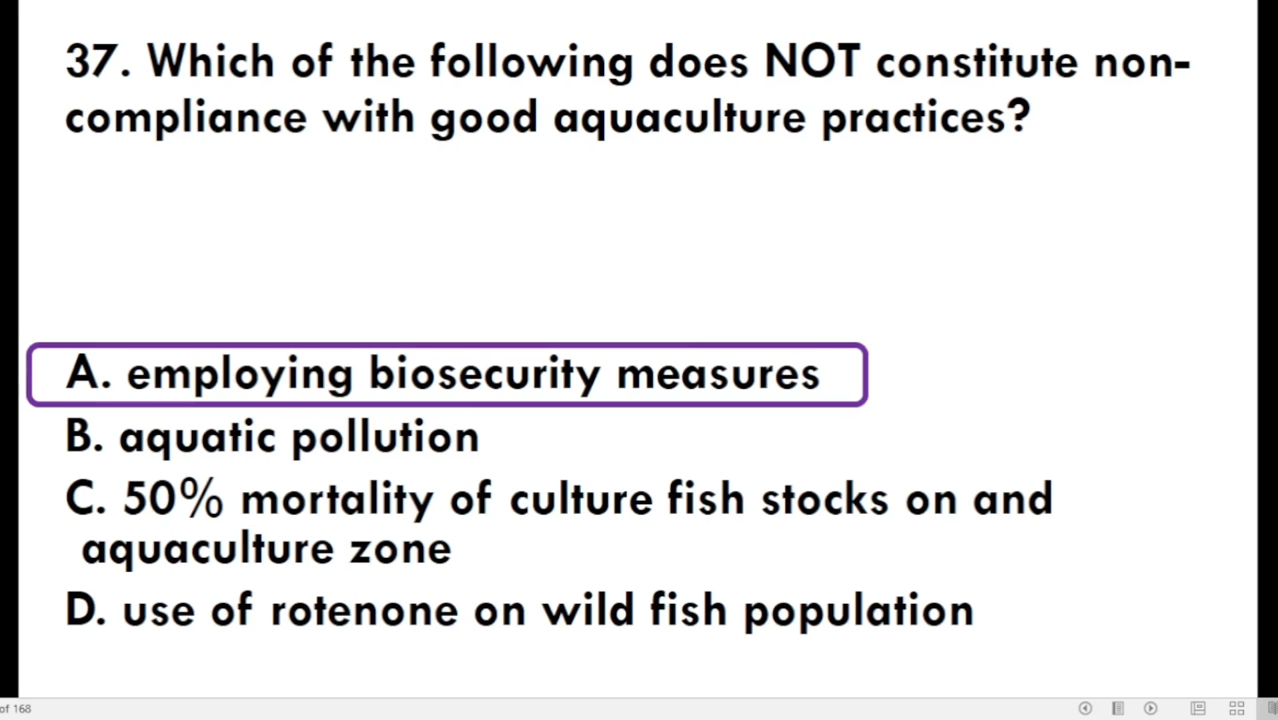 37. Which of the following does NOT constitute non-
compliance with good aquaculture practices?
A. employing biosecurity measures
B. aquatic pollution
C. 50% mortality of culture fish stocks on and
aquaculture zone
D. use of rotenone on wild fish population
of 168